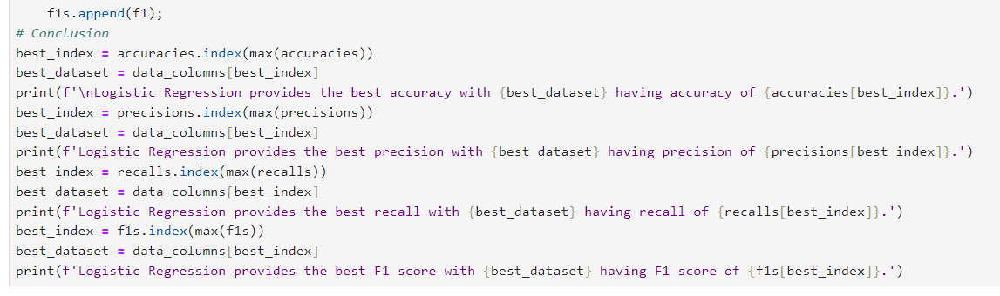 f1s.append(f1);
# Conclusion
best_index = accuracies.index(max(accuracies))
best_dataset = data_columns[best_index]
print(f'\nLogistic Regression provides the best accuracy with {best_dataset} having accuracy of {accuracies[best_index]}.')
best_index = precisions.index(max(precisions))
best_dataset = data_columns[best_index]
print(f'Logistic Regression provides the best precision with {best_dataset} having precision of {precisions[best_index]}.')
best_index = recalls.index(max(recalls))
best_dataset = data_columns[best_index]
print(f'Logistic Regression provides the best recall with {best_dataset} having recall of {recalls[best_index]}.')
best_index = f1s.index(max(f1s))
best_dataset = data_columns[best_index]
print(f'Logistic Regression provides the best F1 score with {best_dataset} having F1 score of {f1s[best_index]}.')